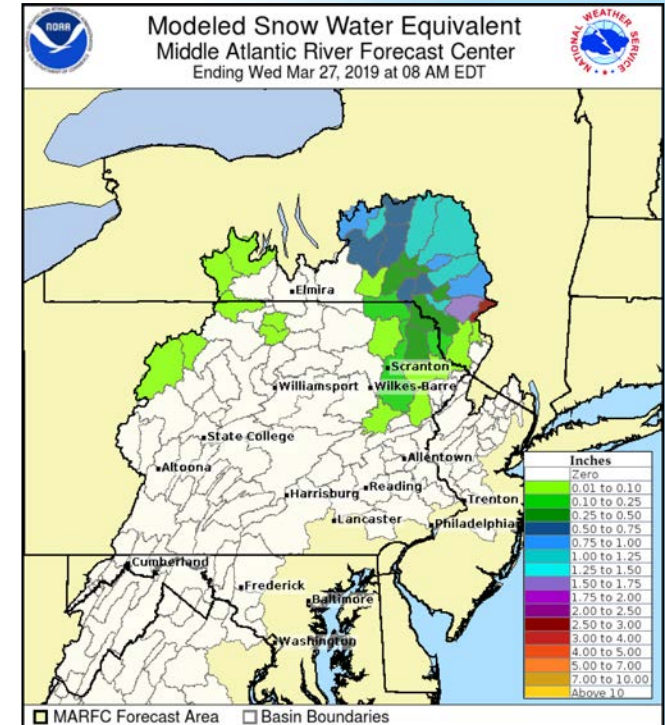 NOAA
Modeled Snow Water Equivalent
Middle Atlantic River Forecast Center
Ending Wed Mar 27, 2019 at 08 AM EDT
NATIONAL WEATHER SERVICE
Elmira
Scranton
Williamsport
Wilkes-Barre
State College
Altoona
Allentown
Reading
Harrisburg
Trenton
Lancaster
Philadelphia
Cumberland
Frederick
Baltimore
Washington
Inches
Zero
0.01 to 0.10
0.10 to 0.25
0.25 to 0.50
0.50 to 0.75
0.75 to 1.00
1.00 to 1.25
1.25 to 1.50
1.50 to 1.75
1.75 to 2.00
2.00 to 2.50
2.50 to 3.00
3.00 to 4.00
4.00 to 5.00
5.00 to 7.00
7.00 to 10.00
Above 10
MARFC Forecast Area
Basin Boundaries